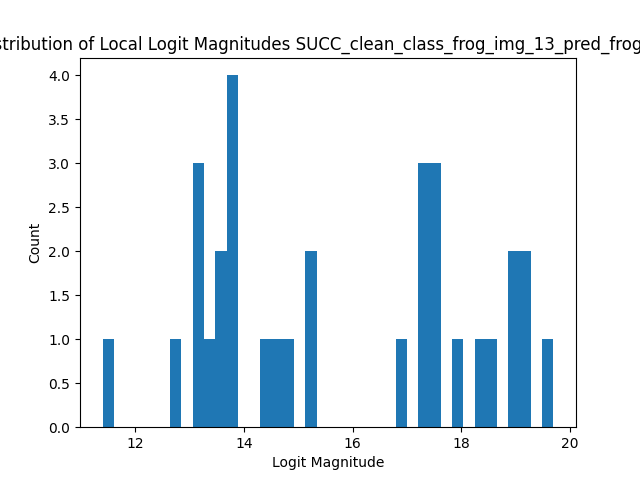 stribution of Local Logit Magnitudes SUCC_clean_class_frog_img_13_pred_frog
4.0
3.5
3.0
2.5
2.0
1.5
1.0
0.5
0.0
Count
12 14 16 18 20
Logit Magnitude